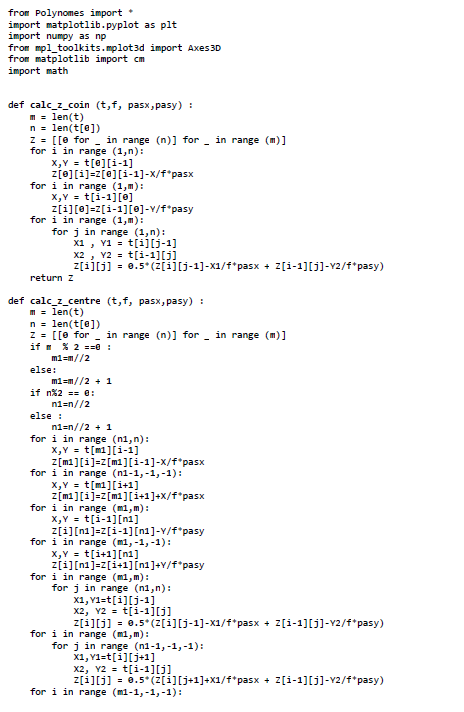 from Polynomes import *
import matplotlib.pyplot as plt
import numpy as np
from mpl_toolkits.mplot3d import Axes3D
from matplotlib import cm
import math
def calc_z_coin (t,f, pasx,pasy) :
    m = len(t)
    n = len(t[0])
    Z = [[0 for _ in range (n)] for _ in range (m)]
    for i in range (1,n):
        X,Y = t[0][i-1]
        Z[0][i]=Z[0][i-1]-X/f*pasx
    for i in range (1,m):
        X,Y = t[i-1][0]
        Z[i][0]=Z[i-1][0]-Y/f*pasy
    for i in range (1,m):
        for j in range (1,n):
            X1 , Y1 = t[i][j-1]
            X2 , Y2 = t[i-1][j]
            Z[i][j] = 0.5*(Z[i][j-1]-X1/f*pasx + Z[i-1][j]-Y2/f*pasy)
    return Z
def calc_z_centre (t,f, pasx,pasy) :
    m = len(t)
    n = len(t[0])
    Z = [[0 for _ in range (n)] for _ in range (m)]
    if m  % 2 ==0 :
        m1=m//2
    else:
        m1=m//2 + 1
    if n%2 == 0:
        n1=n//2
    else :
        n1=n//2 + 1
    for i in range (n1,n):
        X,Y = t[m1][i-1]
        Z[m1][i]=Z[m1][i-1]-X/f*pasx
    for i in range (n1-1,-1,-1):
        X,Y = t[m1][i+1]
        Z[m1][i]=Z[m1][i+1]+X/f*pasx
    for i in range (m1,m):
        X,Y = t[i-1][n1]
        Z[i][n1]=Z[i-1][n1]-Y/f*pasy
    for i in range (m1,-1,-1):
        X,Y = t[i+1][n1]
        Z[i][n1]=Z[i+1][n1]+Y/f*pasy
    for i in range (m1,m):
        for j in range (n1,n):
            X1,Y1=t[i][j-1]
            X2, Y2 = t[i-1][j]
            Z[i][j] = 0.5*(Z[i][j-1]-X1/f*pasx + Z[i-1][j]-Y2/f*pasy)
    for i in range (m1,m):
        for j in range (n1-1,-1,-1):
            X1,Y1=t[i][j+1]
            X2, Y2 = t[i-1][j]
            Z[i][j] = 0.5*(Z[i][j+1]+X1/f*pasx + Z[i-1][j]-Y2/f*pasy)
    for i in range (m1-1,-1,-1):